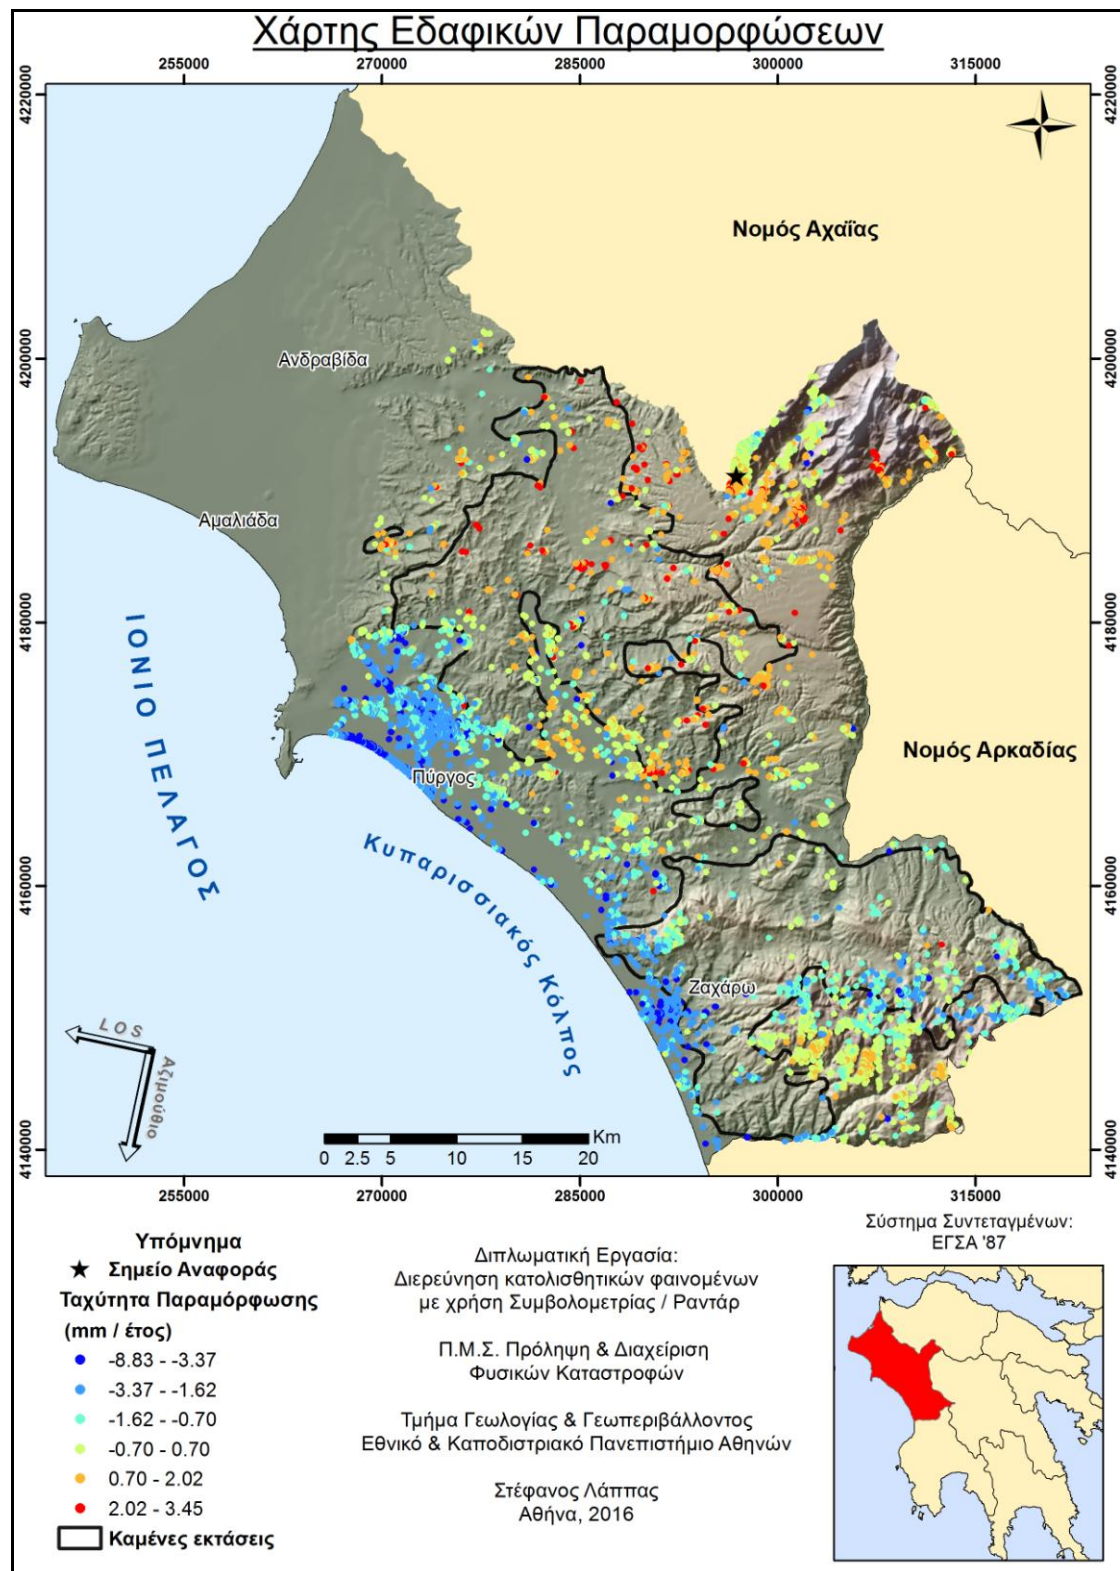 Χάρτης Εδαφικών Παραμορφώσεων
255000 270000 285000 300000 315000
4220000 4220000
Νομός Αχαΐας
4200000 4200000
Ανδραβίδα
Αμαλιάδα
4180000 4180000
ΙΟΝΙΟ ΠΕΛΑΓΟΣ
Νομός Αρκαδίας
Πύργος
Κυπαρισσιακός Κόλπος
4160000 4160000
Ζαχάρω
LOS
Αζιμούθιο
Km
0 2.5 5 10 15 20
4140000 4140000
255000 270000 285000 300000 315000
Υπόμνημα
Σημείο Αναφοράς
Ταχύτητα Παραμόρφωσης
(mm / έτος)
-8.83 - -3.37
-3.37 - -1.62
-1.62 - -0.70
-0.70 - 0.70
0.70 - 2.02
2.02 - 3.45
Καμένες εκτάσεις
Διπλωματική Εργασία:
Διερεύνηση κατολισθητικών φαινομένων
με χρήση Συμβολομετρίας / Ραντάρ
Π.Μ.Σ. Πρόληψη & Διαχείριση
Φυσικών Καταστροφών
Τμήμα Γεωλογίας & Γεωπεριβάλλοντος
Εθνικό & Καποδιστριακό Πανεπιστήμιο Αθηνών
Στέφανος Λάππας
Αθήνα, 2016
Σύστημα Συντεταγμένων:
ΕΓΣΑ '87